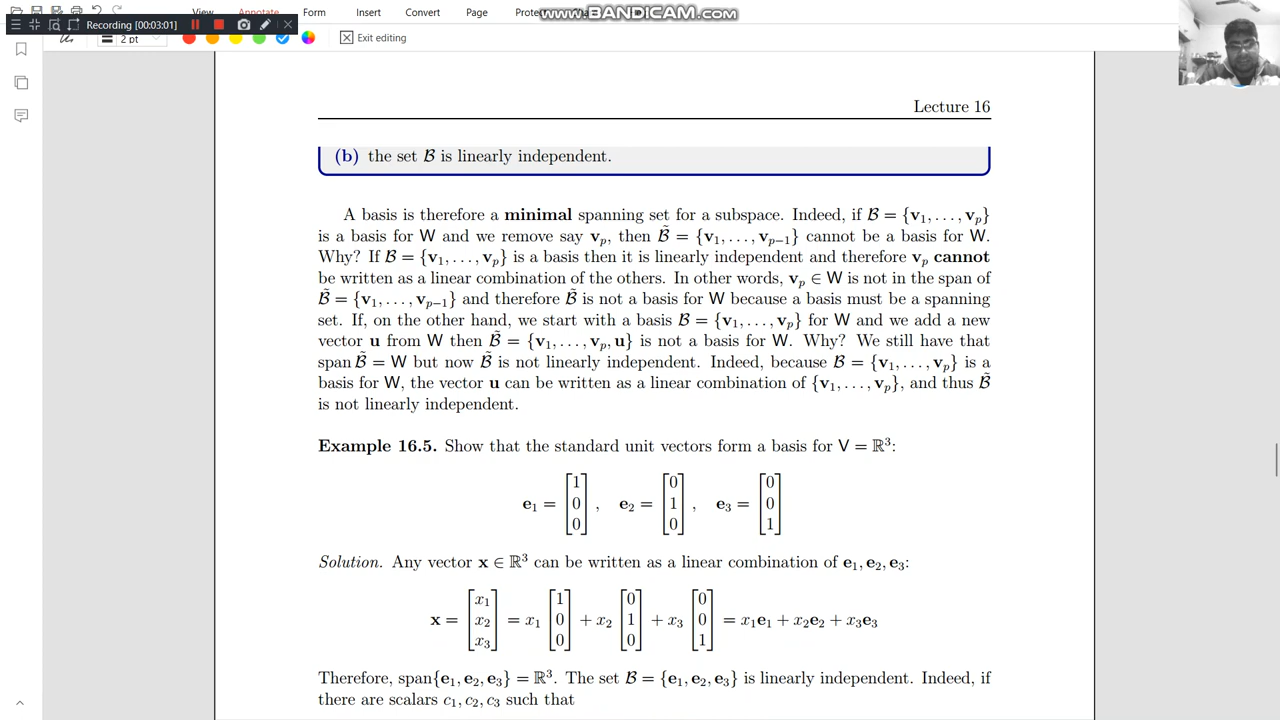 www.BANDICAM.com
View Annotate Form Insert Convert Page
Recording [00:03:01]
2 pt Exit editing
Lecture 16
(b) the set ℬ is linearly independent.
A basis is therefore a minimal spanning set for a subspace. Indeed, if ℬ = {v₁, . . . , vₚ}
is a basis for W and we remove say vₚ, then ℬ̃ = {v₁, . . . , vₚ₋₁} cannot be a basis for W.
Why? If ℬ = {v₁, . . . , vₚ} is a basis then it is linearly independent and therefore vₚ cannot
be written as a linear combination of the others. In other words, vₚ ∈ W is not in the span of
ℬ̃ = {v₁, . . . , vₚ₋₁} and therefore ℬ̃ is not a basis for W because a basis must be a spanning
set. If, on the other hand, we start with a basis ℬ = {v₁, . . . , vₚ} for W and we add a new
vector u from W then ℬ̃ = {v₁, . . . , vₚ, u} is not a basis for W. Why? We still have that
span ℬ̃ = W but now ℬ̃ is not linearly independent. Indeed, because ℬ = {v₁, . . . , vₚ} is a
basis for W, the vector u can be written as a linear combination of {v₁, . . . , vₚ}, and thus ℬ̃
is not linearly independent.
Example 16.5. Show that the standard unit vectors form a basis for V = ℝ³:
e₁ = [1 0 0], e₂ = [0 1 0], e₃ = [0 0 1]
Solution. Any vector x ∈ ℝ³ can be written as a linear combination of e₁, e₂, e₃:
x = [x₁ x₂ x₃] = x₁ [1 0 0] + x₂ [0 1 0] + x₃ [0 0 1] = x₁e₁ + x₂e₂ + x₃e₃
Therefore, span{e₁, e₂, e₃} = ℝ³. The set ℬ = {e₁, e₂, e₃} is linearly independent. Indeed, if
there are scalars c₁, c₂, c₃ such that